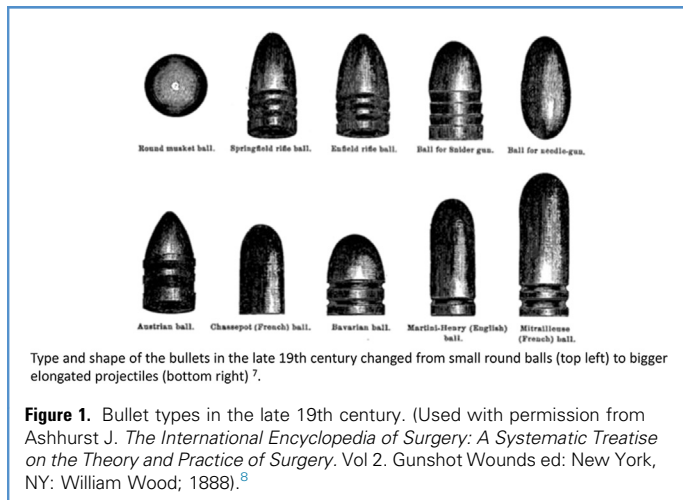 Round musket ball. Springfield rifle ball. Enfield rifle ball. Ball for Snider gun. Ball for needle-gun.
Austrian ball. Chassepot (French) ball. Bavarian ball. Martini-Henry (English) ball. Mitrailleuse (French) ball.
Type and shape of the bullets in the late 19th century changed from small round balls (top left) to bigger
elongated projectiles (bottom right) 7.
Figure 1. Bullet types in the late 19th century. (Used with permission from
Ashhurst J. The International Encyclopedia of Surgery: A Systematic Treatise
on the Theory and Practice of Surgery. Vol 2. Gunshot Wounds ed: New York,
NY: William Wood; 1888).8